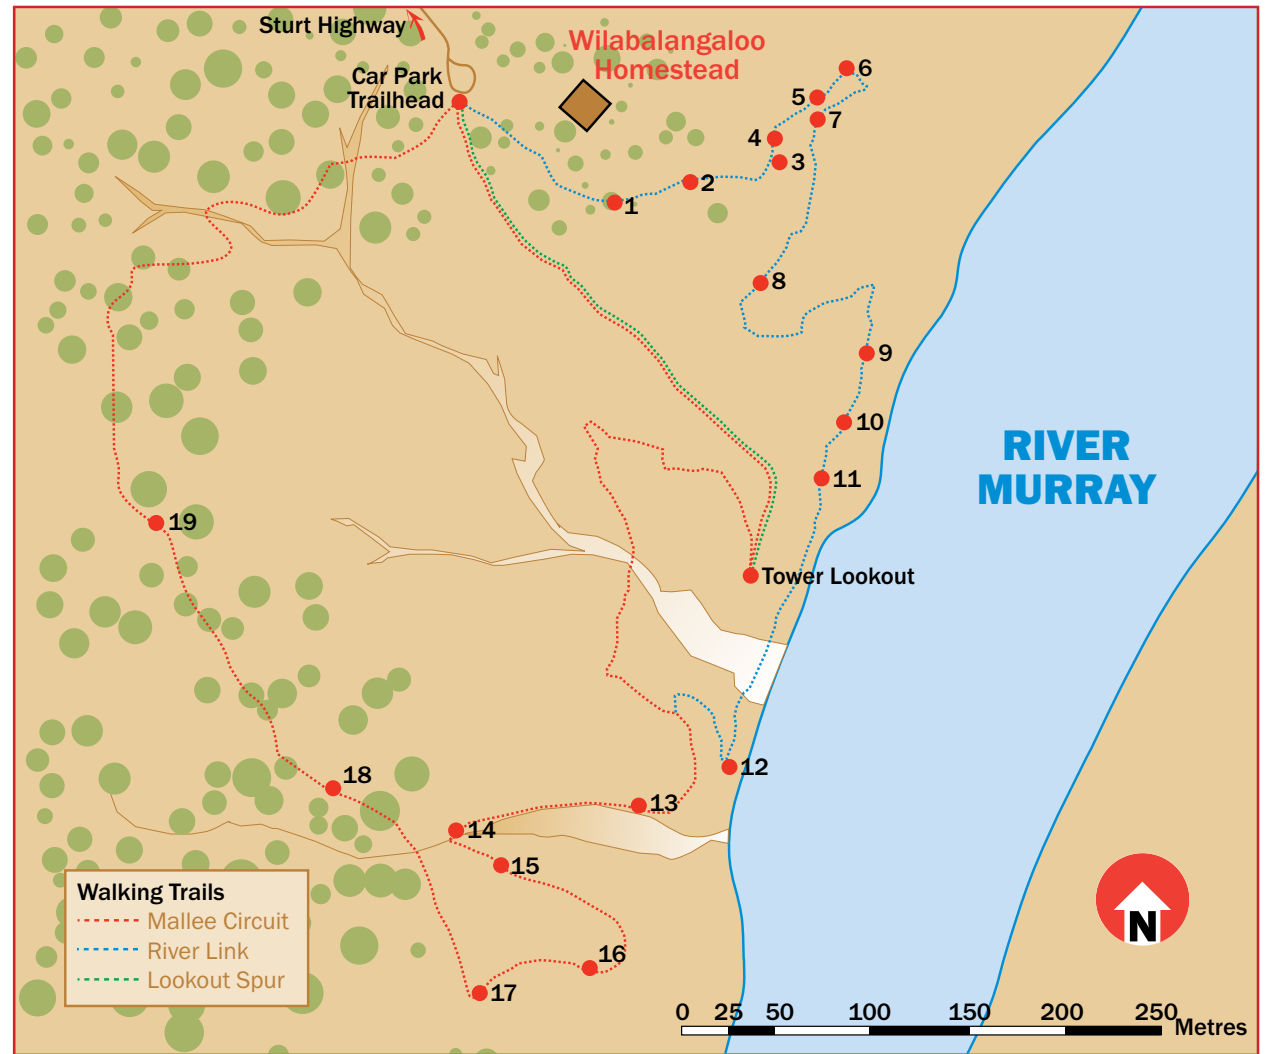 Sturt Highway
Wilabalangaloo
Homestead
Car Park
Trailhead
6
5
7
4
3
2
1
8
9
10
RIVER
MURRAY
11
19
Tower Lookout
12
18
13
14
15
Walking Trails
Mallee Circuit
River Link
Lookout Spur
16
17
N
0 25 50 100 150 200 250
Metres